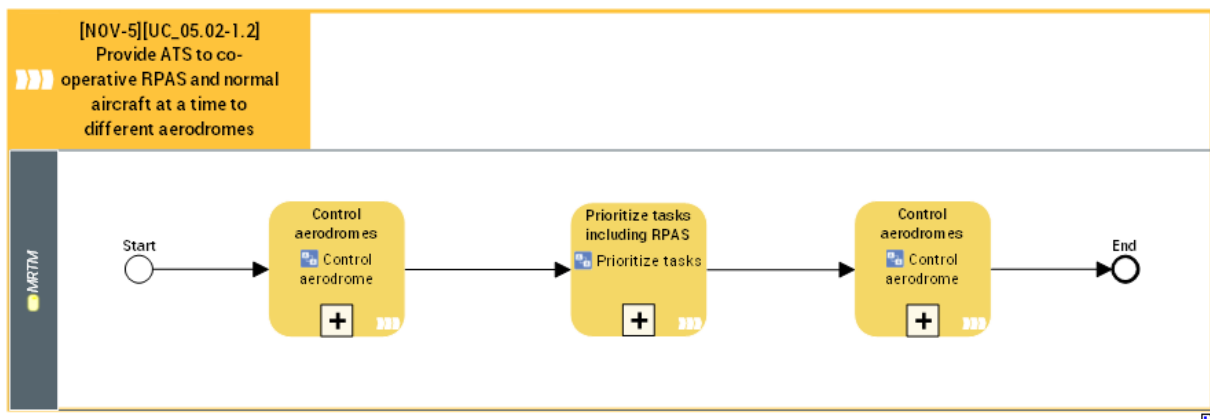 [NOV-5][UC_05.02-1.2]
Provide ATS to co-
operative RPAS and normal
aircraft at a time to
different aerodromes
MRTM
Start
Control
aerodromes
Control
aerodrome
Prioritize tasks
including RPAS
Prioritize tasks
Control
aerodromes
Control
aerodrome
End